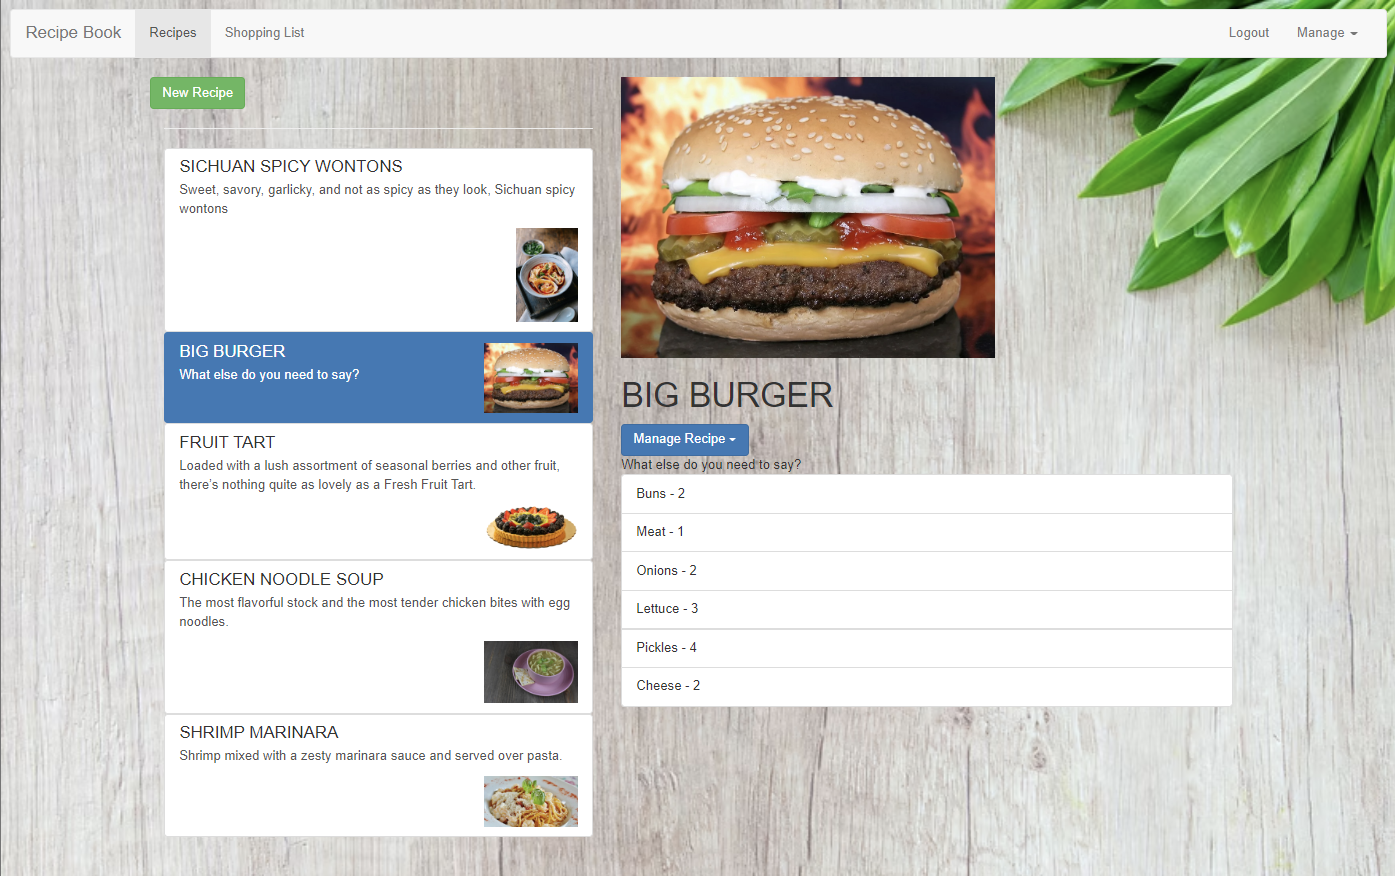 Recipe Book Recipes Shopping List Logout Manage
New Recipe
SICHUAN SPICY WONTONS
Sweet, savory, garlicky, and not as spicy as they look, Sichuan spicy
wontons
BIG BURGER
What else do you need to say?
FRUIT TART
Loaded with a lush assortment of seasonal berries and other fruit,
there's nothing quite as lovely as a Fresh Fruit Tart.
CHICKEN NOODLE SOUP
The most flavorful stock and the most tender chicken bites with egg
noodles.
SHRIMP MARINARA
Shrimp mixed with a zesty marinara sauce and served over pasta.
BIG BURGER
Manage Recipe
What else do you need to say?
Buns - 2
Meat - 1
Onions - 2
Lettuce - 3
Pickles - 4
Cheese - 2